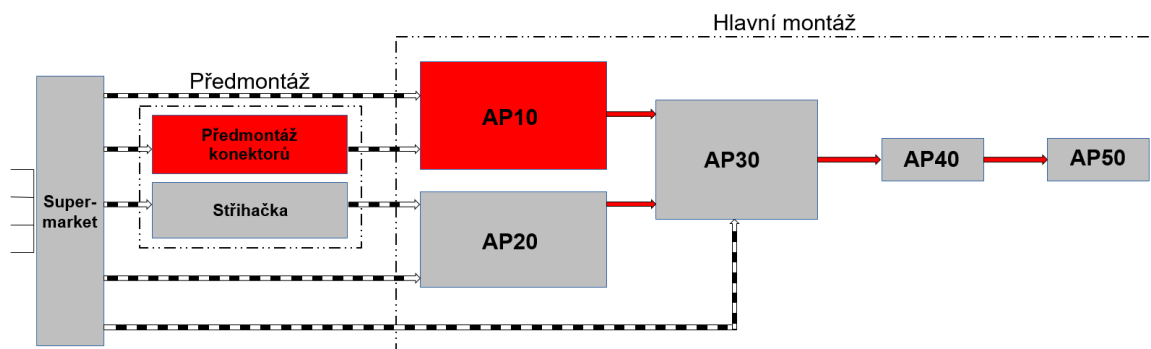 Hlavní montáž
Předmontáž
AP10
Předmontáž
konektorů
AP30
AP40
AP50
Super-
market
Střihačka
AP20